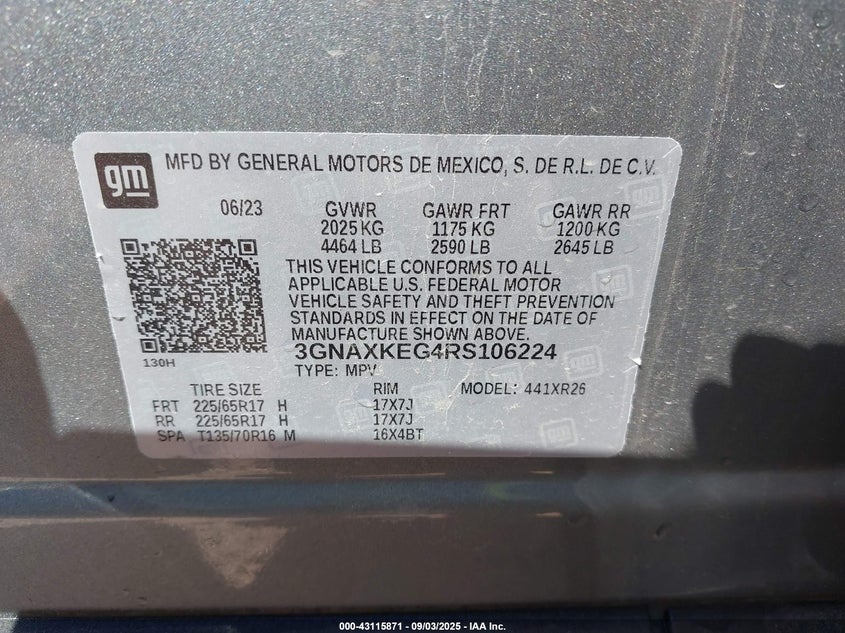 gm
MFD BY GENERAL MOTORS DE MEXICO, S. DE R.L. DE C.V.
06/23 GVWR GAWR FRT GAWR RR
2025 KG 1175 KG 1200 KG
4464 LB 2590 LB 2645 LB
THIS VEHICLE CONFORMS TO ALL
APPLICABLE U.S. FEDERAL MOTOR
VEHICLE SAFETY AND THEFT PREVENTION
STANDARDS IN EFFECT ON THE DATE OF
MANUFACTURE SHOWN ABOVE.
130H
3GNAXKEG4RS106224
TYPE: MPV
TIRE SIZE RIM MODEL: 441XR26
FRT 225/65R17 H 17X7J
RR 225/65R17 H 17X7J
SPA T135/70R16 M 16X4BT
000-43115871 - 09/03/2025 - IAA Inc.